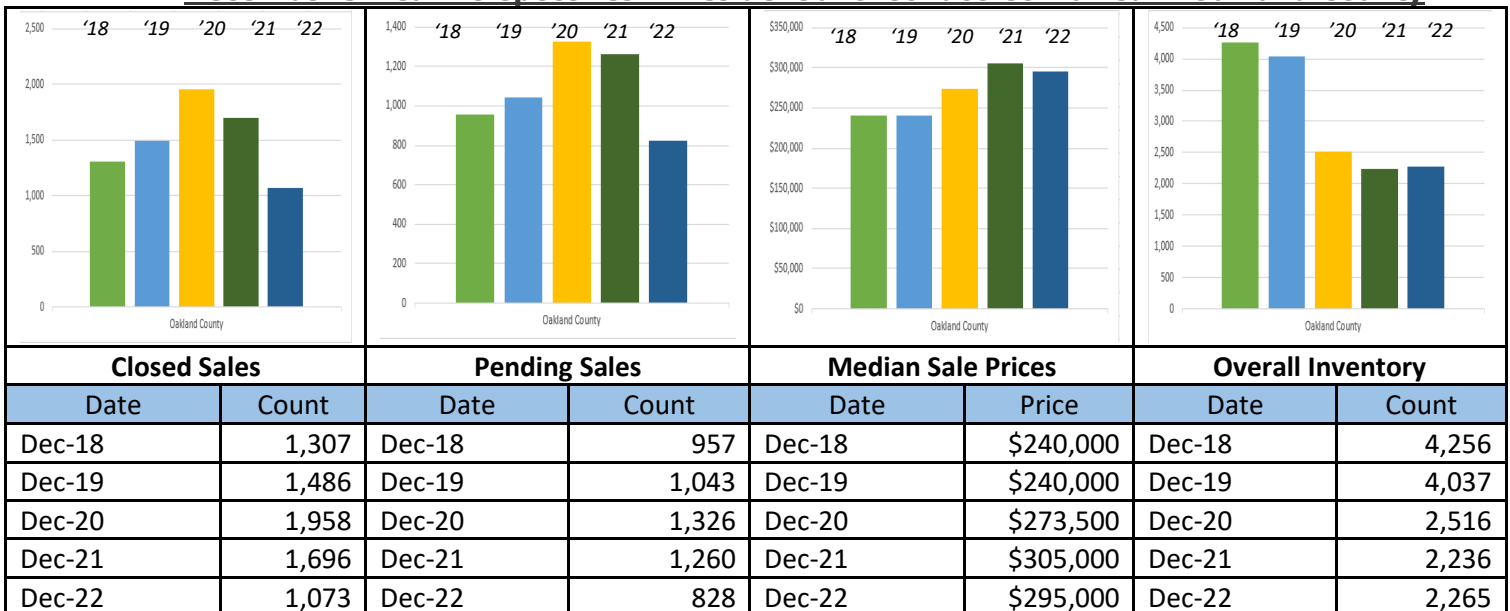 ‘18 ‘19 ’20 ‘21 ‘22
2,500
2,000
1,500
1,000
500
0
Oakland County
‘18 ‘19 ’20 ‘21 ‘22
1,400
1,200
1,000
800
600
400
200
0
Oakland County
‘18 ‘19 ’20 ‘21 ‘22
$350,000
$300,000
$250,000
$200,000
$150,000
$100,000
$50,000
$0
Oakland County
‘18 ‘19 ’20 ‘21 ‘22
4,500
4,000
3,500
3,000
2,500
2,000
1,500
1,000
500
0
Oakland County
Closed Sales Pending Sales Median Sale Prices Overall Inventory
Date Count Date Count Date Price Date Count
Dec-18 1,307 Dec-18 957 Dec-18 $240,000 Dec-18 4,256
Dec-19 1,486 Dec-19 1,043 Dec-19 $240,000 Dec-19 4,037
Dec-20 1,958 Dec-20 1,326 Dec-20 $273,500 Dec-20 2,516
Dec-21 1,696 Dec-21 1,260 Dec-21 $305,000 Dec-21 2,236
Dec-22 1,073 Dec-22 828 Dec-22 $295,000 Dec-22 2,265